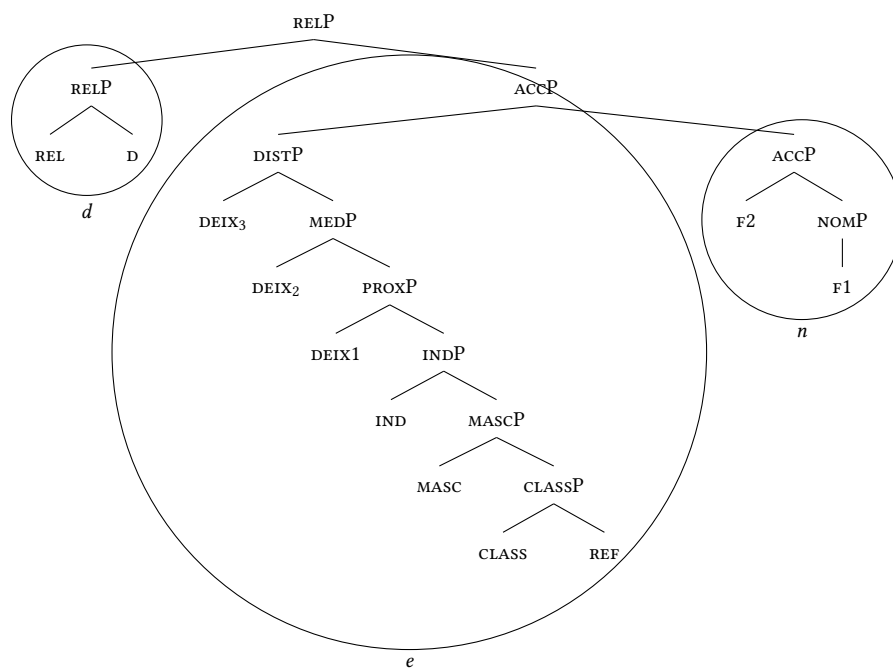 RELP
RELP ACCP
REL D DISTP ACCP
d DEIX₃ MEDP F2 NOMP
DEIX₂ PROXP F1
n
DEIX1 INDP
IND MASCP
MASC CLASSP
CLASS REF
e